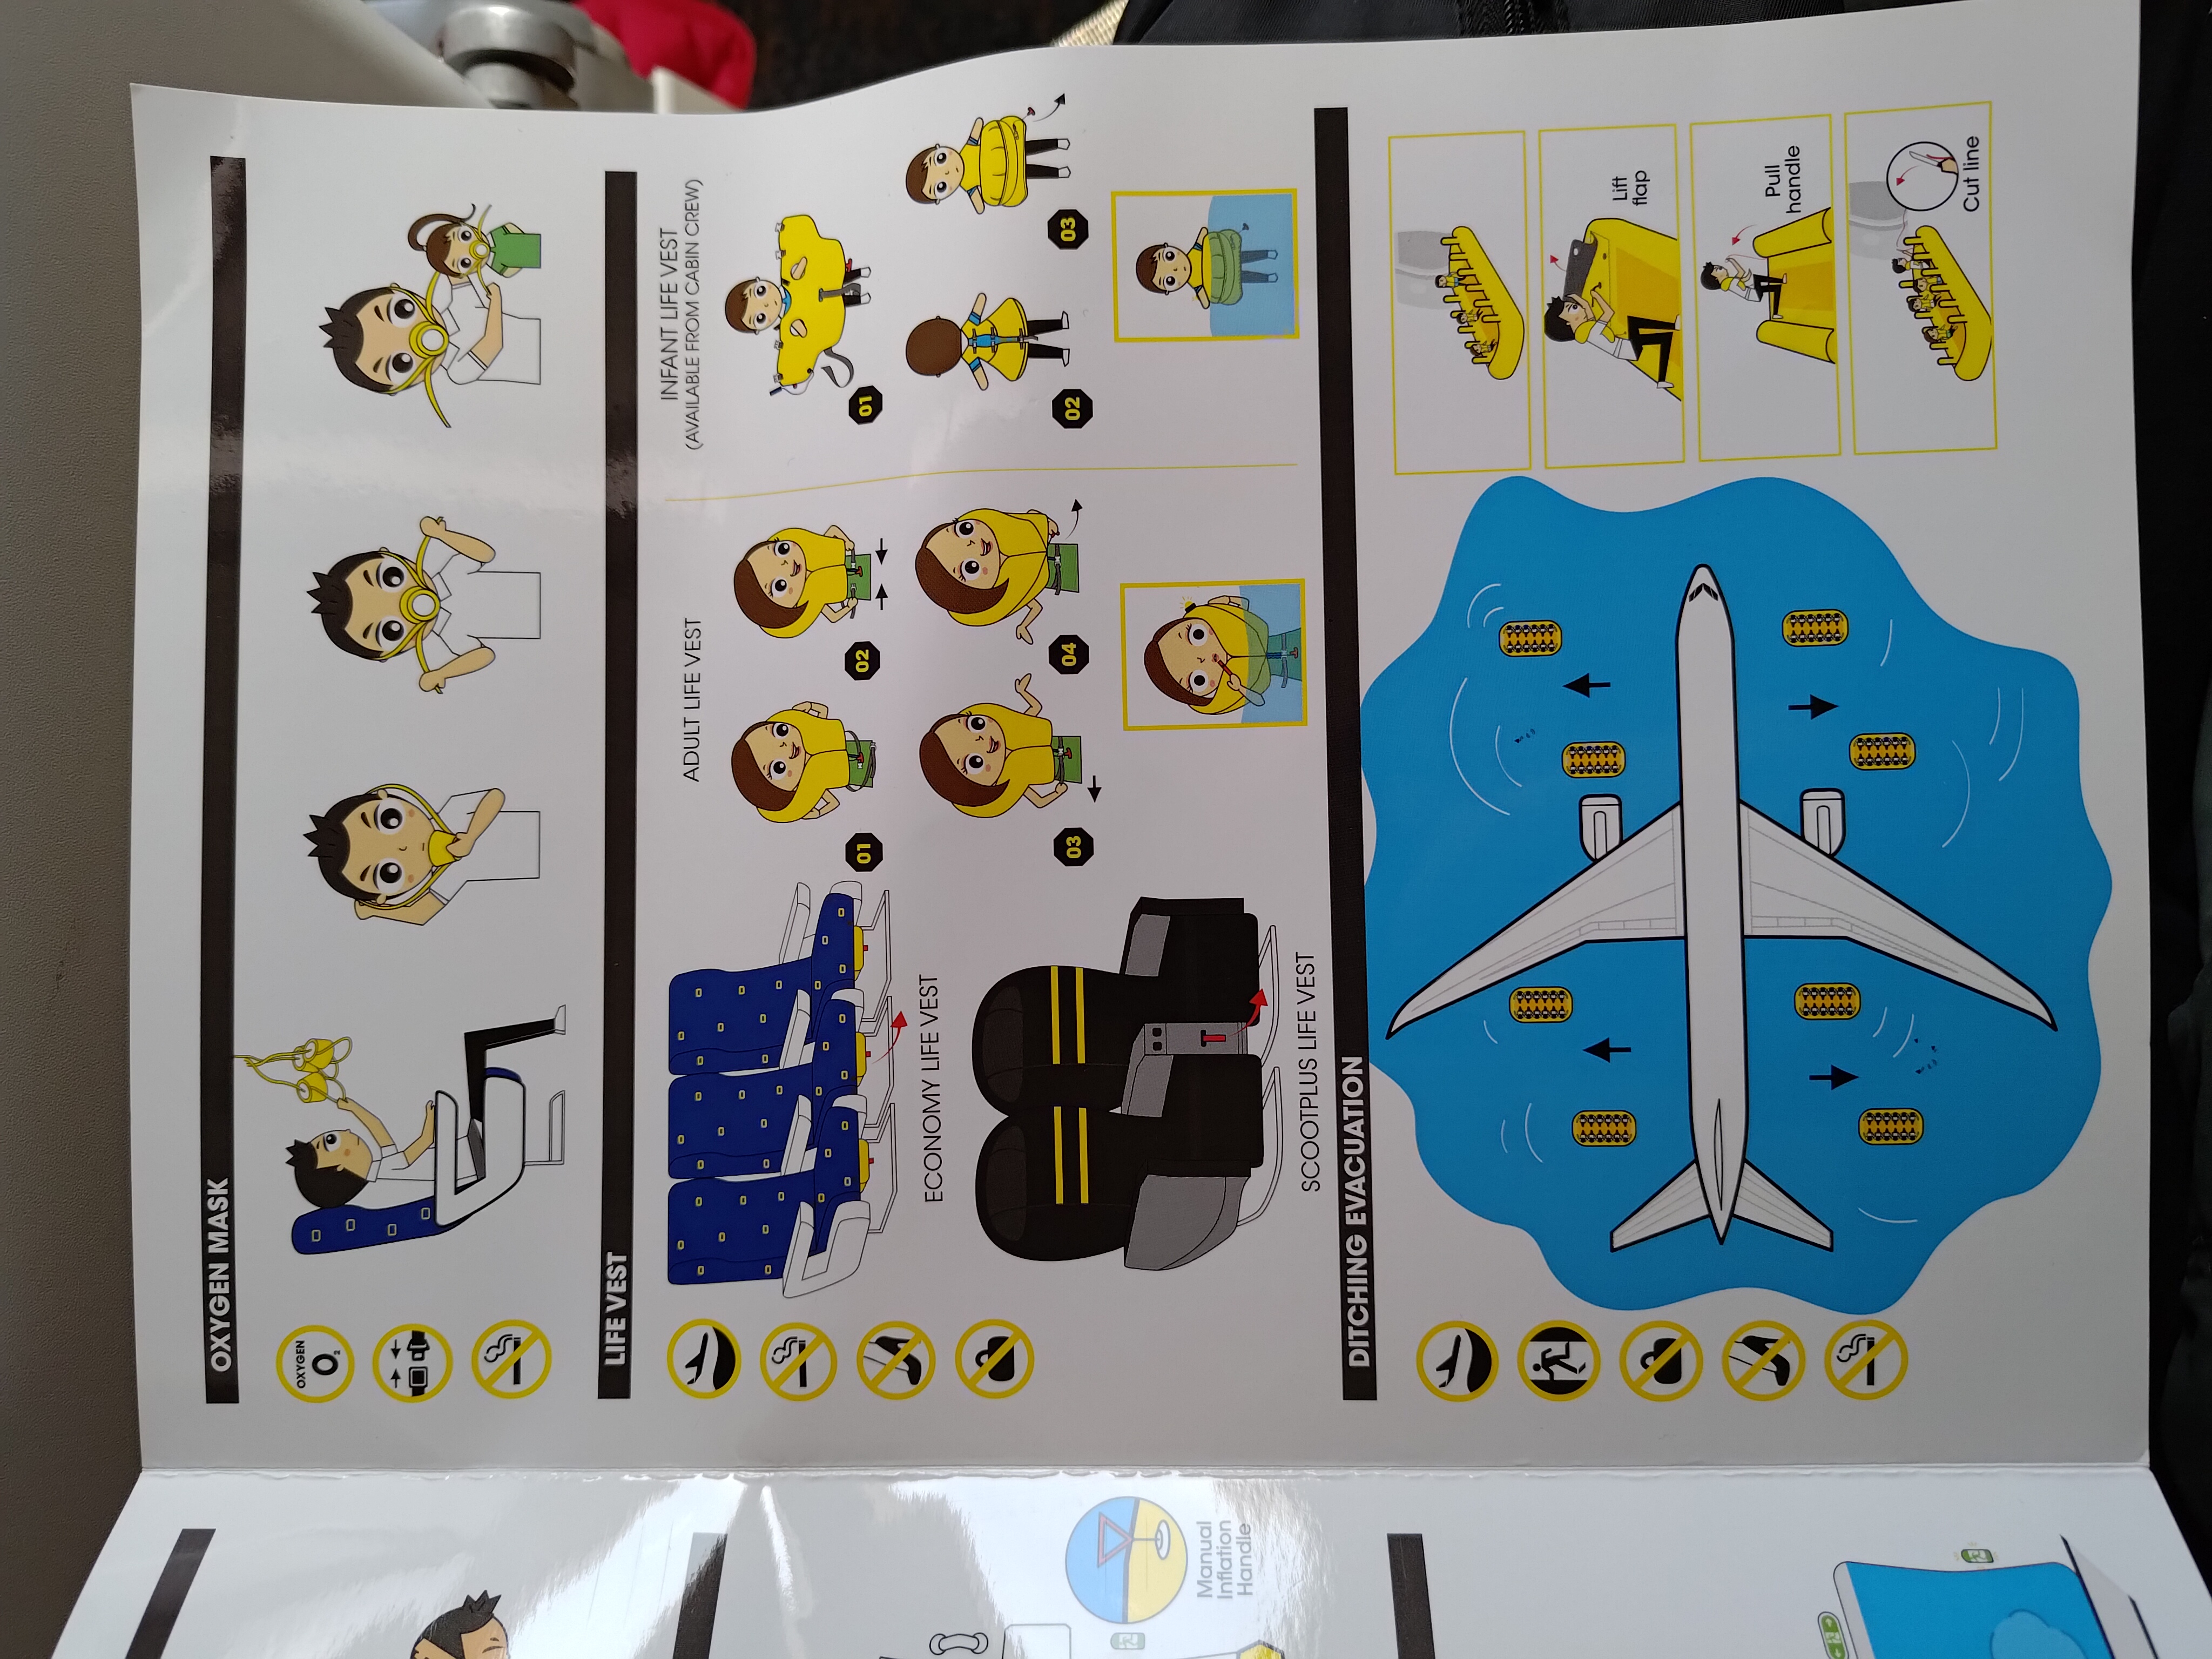 OXYGEN MASK
OXYGEN
O₂
LIFE VEST
ADULT LIFE VEST
INFANT LIFE VEST
(AVAILABLE FROM CABIN CREW)
01
02
01
ECONOMY LIFE VEST
03
04
02
03
Manual
Inflation
Handle
SCOOTPLUS LIFE VEST
DITCHING EVACUATION
Lift
flap
Pull
handle
Cut line